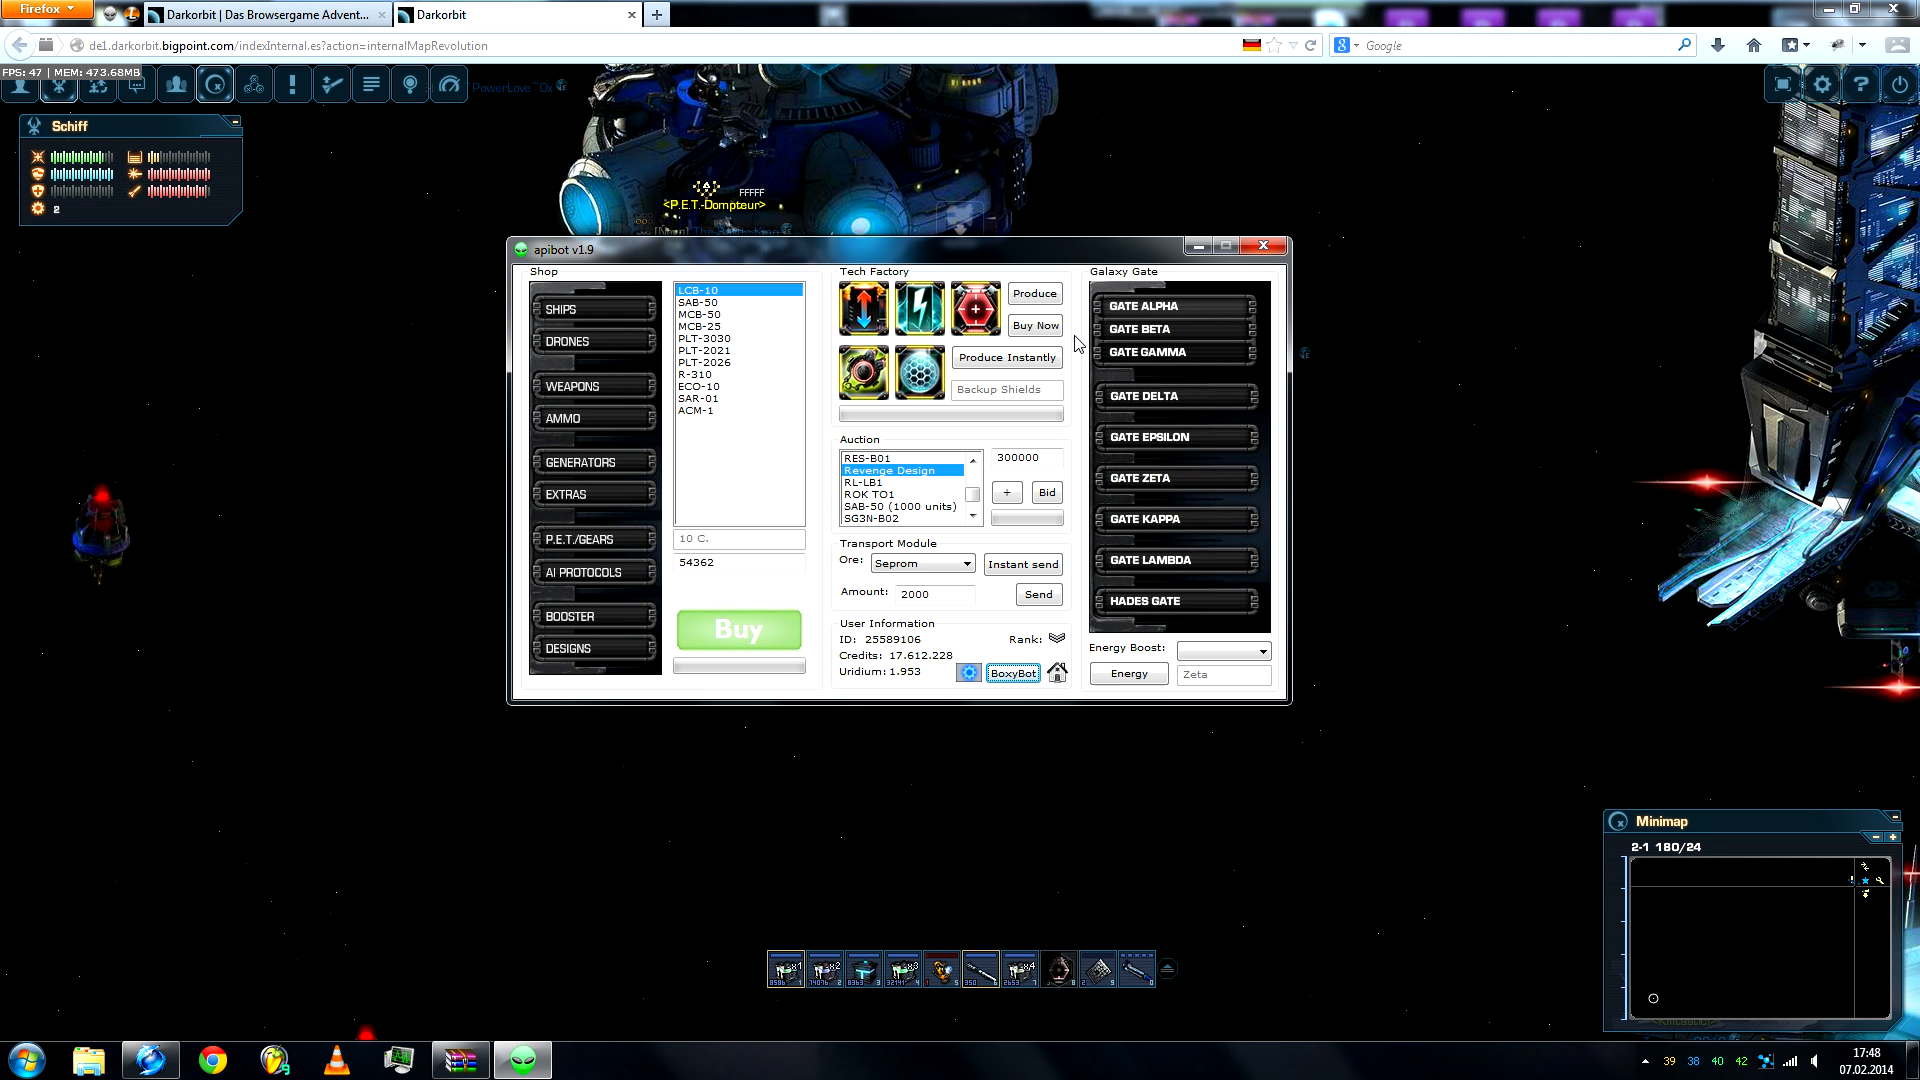 Firefox
Darkorbit | Das Browsergame Advent...
Darkorbit
de1.darkorbit.bigpoint.com/indexInternal.es?action=internalMapRevolution
Google
FPS: 47 | MEM: 473.68MB
PowerLove
Schiff
2
FFFFF
<P.E.T.-Dompteur>
apibot v1.9
Shop
SHIPS
DRONES
WEAPONS
AMMO
GENERATORS
EXTRAS
P.E.T./GEARS
AI PROTOCOLS
BOOSTER
DESIGNS
LCB-10
SAB-50
MCB-50
MCB-25
PLT-3030
PLT-2021
PLT-2026
R-310
ECO-10
SAR-01
ACM-1
10 C.
54362
Buy
Tech Factory
Produce
Buy Now
Produce Instantly
Backup Shields
Auction
RES-B01
Revenge Design
RL-LB1
ROK TO1
SAB-50 (1000 units)
SG3N-B02
300000
+
Bid
Transport Module
Ore:
Seprom
Instant send
Amount:
2000
Send
User Information
ID: 25589106
Rank:
Credits: 17.612.228
Uridium: 1.953
BoxyBot
Galaxy Gate
GATE ALPHA
GATE BETA
GATE GAMMA
GATE DELTA
GATE EPSILON
GATE ZETA
GATE KAPPA
GATE LAMBDA
HADES GATE
Energy Boost:
Energy
Zeta
Minimap
2-1 180/24
x1
x2
x3
x4
39
38
40
42
17:48
07.02.2014